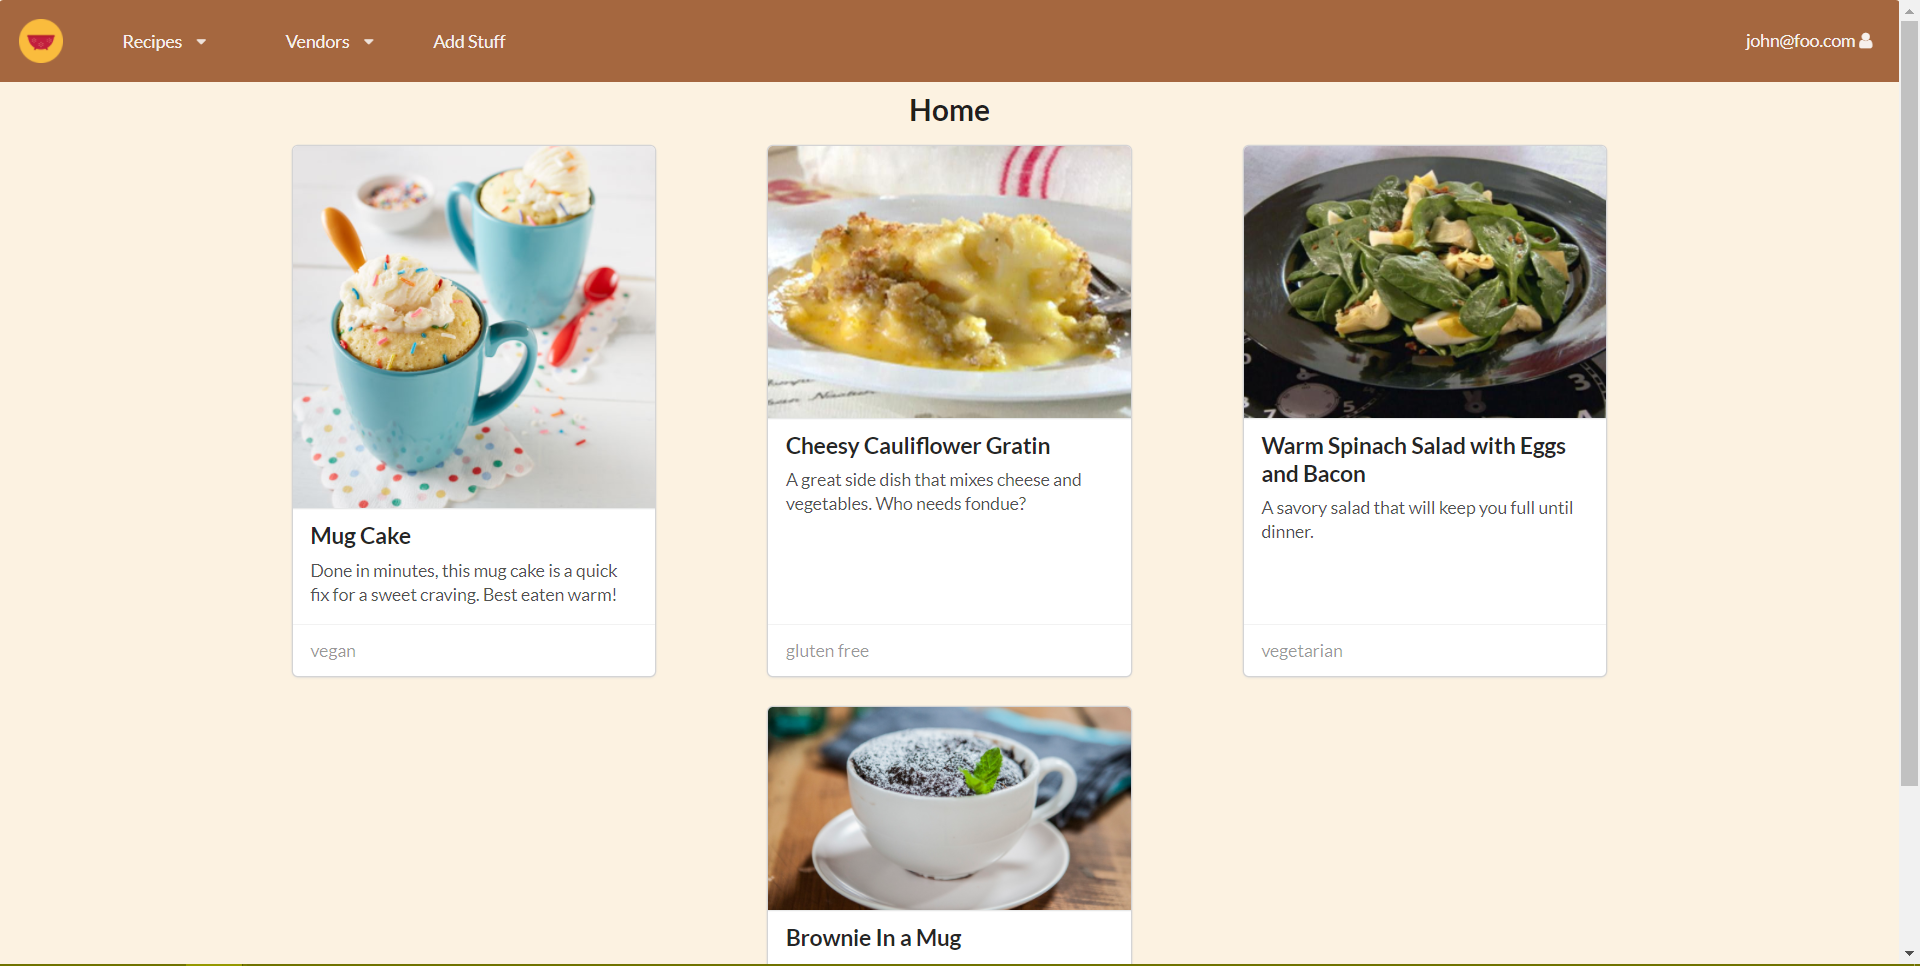 Recipes
Vendors
Add Stuff
john@foo.com
Home
Mug Cake
Done in minutes, this mug cake is a quick
fix for a sweet craving. Best eaten warm!
vegan
Cheesy Cauliflower Gratin
A great side dish that mixes cheese and
vegetables. Who needs fondue?
gluten free
3
7
5
Warm Spinach Salad with Eggs
and Bacon
A savory salad that will keep you full until
dinner.
vegetarian
Brownie In a Mug